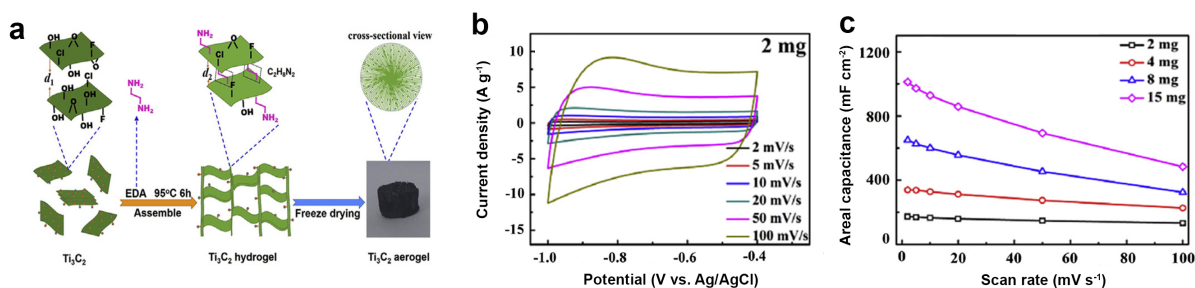 a
OH
O
F
Cl
O
d1
Cl
OH
OH
O
OH
F
NH2
NH2
EDA 95°C 6h
Assemble
Ti3C2
NH2
O
F
Cl
d2
C2H8N2
F
OH
NH2
Ti3C2 hydrogel
Freeze drying
cross-sectional view
Ti3C2 aerogel
b
2 mg
Current density (A g-1)
10
5
0
-5
-10
-15
2 mV/s
5 mV/s
10 mV/s
20 mV/s
50 mV/s
100 mV/s
-1.0 -0.8 -0.6 -0.4
Potential (V vs. Ag/AgCl)
c
Areal capacitance (mF cm-2)
1200
800
400
0
2 mg
4 mg
8 mg
15 mg
0 20 40 60 80 100
Scan rate (mV s-1)